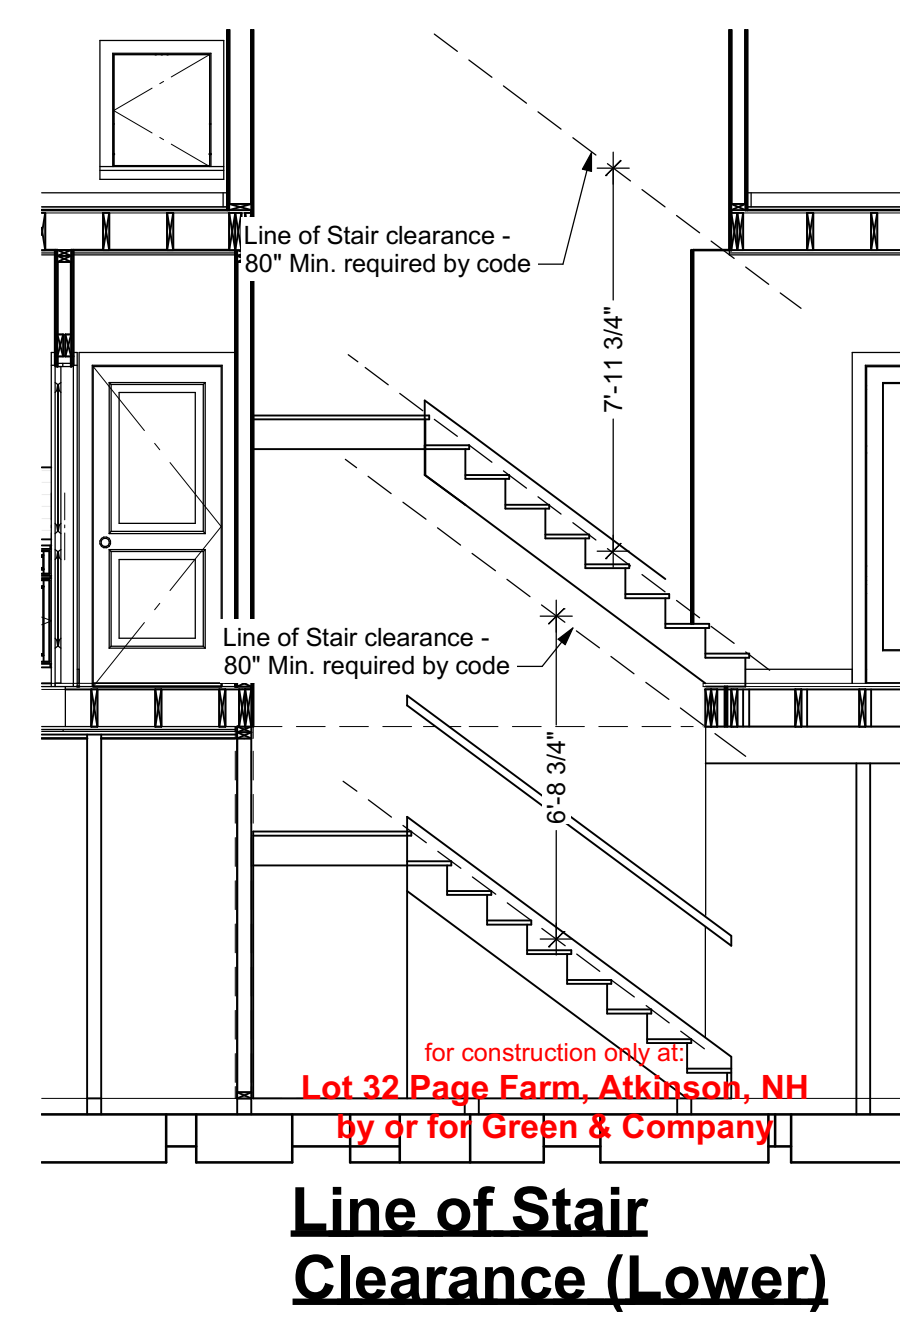 Line of Stair clearance -
80" Min. required by code
7'-11 3/4"
Line of Stair clearance -
80" Min. required by code
6'-8 3/4"
for construction only at:
Lot 32 Page Farm, Atkinson, NH
by or for Green & Company
Line of Stair
Clearance (Lower)